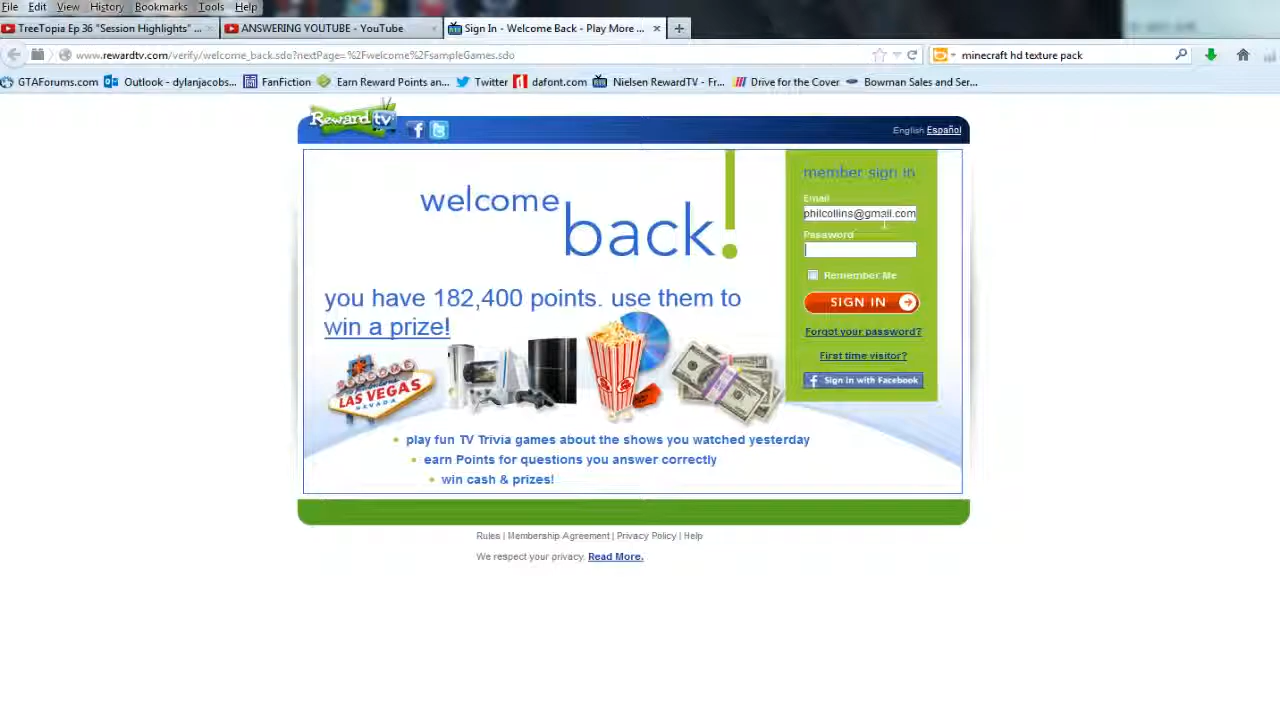 File Edit View History Bookmarks Tools Help
TreeTopia Ep 36 "Session Highlights" ... ANSWERING YOUTUBE - YouTube Sign In - Welcome Back - Play More ...
www.rewardtv.com/verify/welcome_back.sdo?nextPage=%2Fwelcome%2FsampleGames.sdo minecraft hd texture pack
GTAForums.com Outlook - dylanjacobs... FanFiction Earn Reward Points an... Twitter dafont.com Nielsen RewardTV - Fr... Drive for the Cover Bowman Sales and Ser...
Reward tv
English Español
welcome back!
member sign in
Email
philcollins@gmail.com
Password
Remember Me
SIGN IN
Forgot your password?
First time visitor?
Sign in with Facebook
you have 182,400 points. use them to
win a prize!
WELCOME
LAS VEGAS
NEVADA
play fun TV Trivia games about the shows you watched yesterday
earn Points for questions you answer correctly
win cash & prizes!
Rules | Membership Agreement | Privacy Policy | Help
We respect your privacy. Read More.